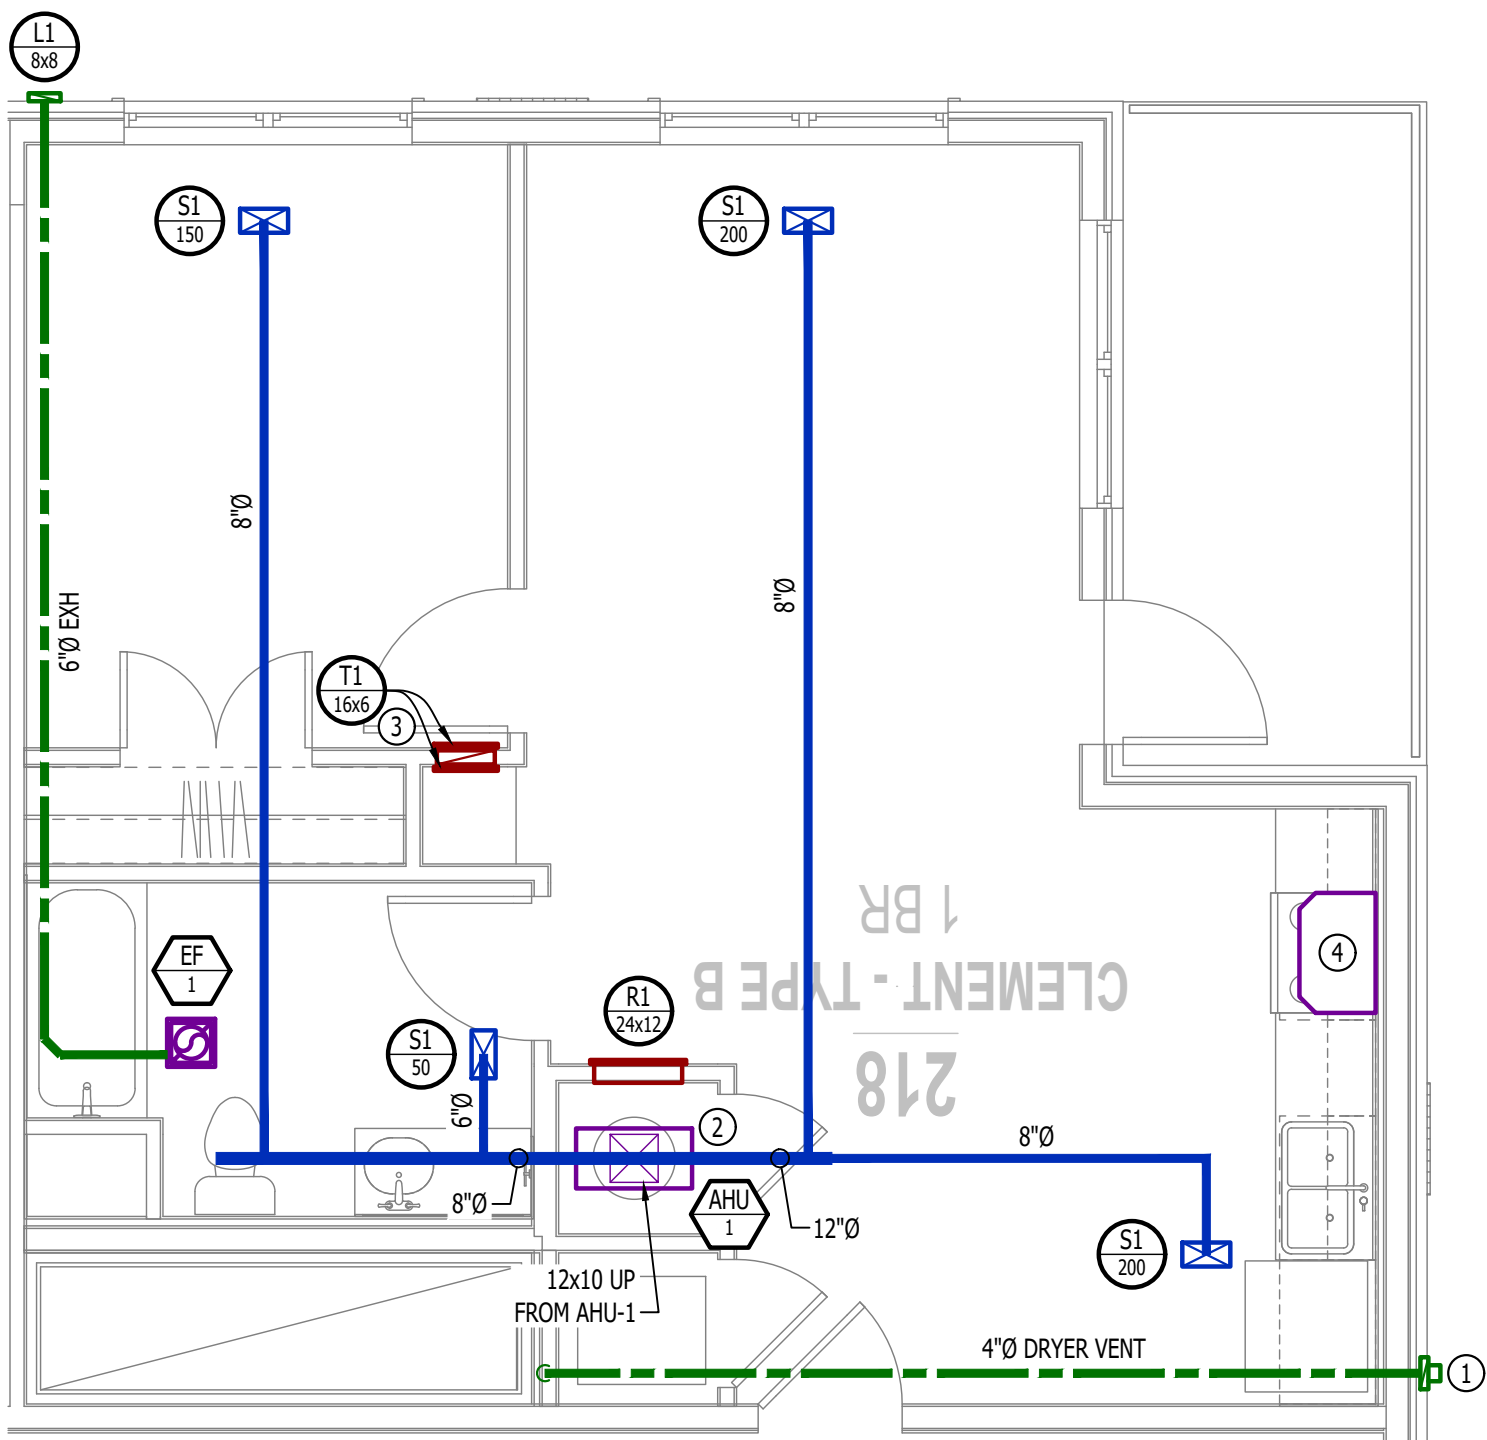 L1
8x8
S1
150
S1
200
8"Ø
8"Ø
6"Ø EXH
T1
16x6
3
1 BR
CLEMENT - TYPE B
218
4
EF
1
R1
24x12
S1
50
6"Ø
2
8"Ø
8"Ø
AHU
1
12"Ø
S1
200
12x10 UP
FROM AHU-1
4"Ø DRYER VENT
1